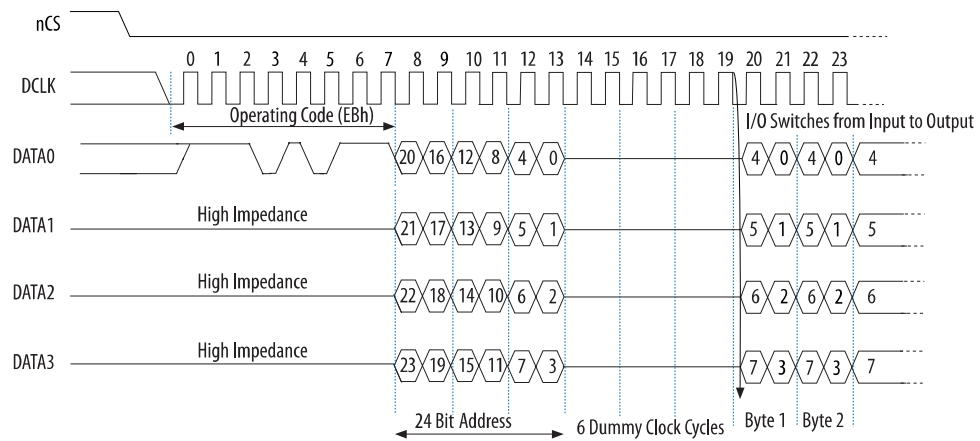 nCS
0 1 2 3 4 5 6 7 8 9 10 11 12 13 14 15 16 17 18 19 20 21 22 23
DCLK
Operating Code (EBh)
I/O Switches from Input to Output
DATA0 20 16 12 8 4 0 4 0 4 0 4
DATA1 High Impedance 21 17 13 9 5 1 5 1 5 1 5
DATA2 High Impedance 22 18 14 10 6 2 6 2 6 2 6
DATA3 High Impedance 23 19 15 11 7 3 7 3 7 3 7
24 Bit Address 6 Dummy Clock Cycles Byte 1 Byte 2